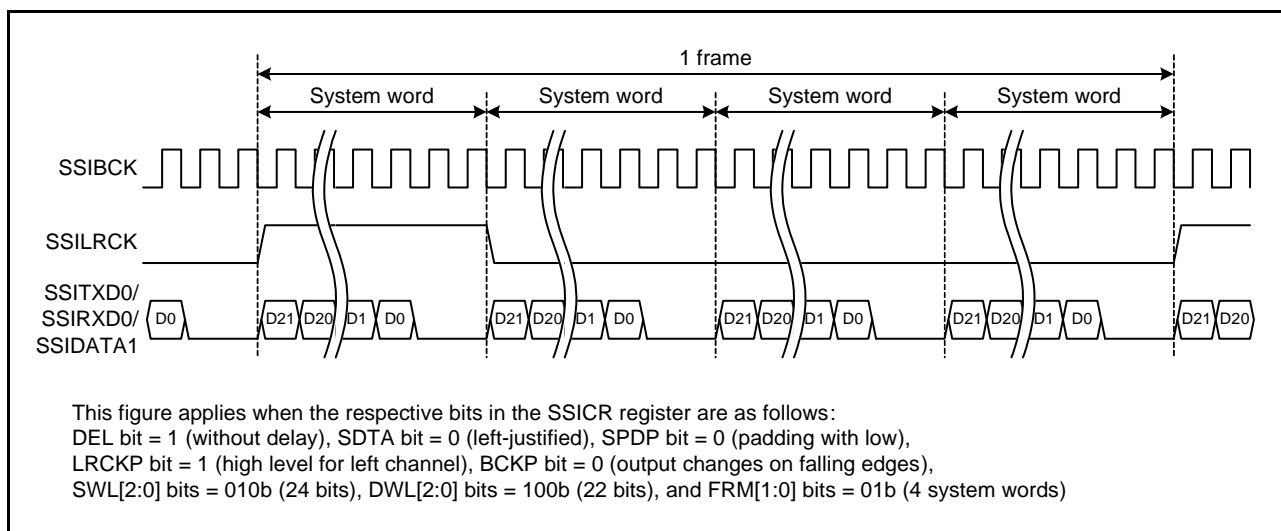 1 frame
System word System word System word System word
SSIBCK
SSILRCK
SSITXD0/
SSIRXD0/
SSIDATA1
D0 D21 D20 D1 D0 D21 D20 D1 D0 D21 D20 D1 D0 D21 D20 D1 D0 D21 D20
This figure applies when the respective bits in the SSICR register are as follows:
DEL bit = 1 (without delay), SDTA bit = 0 (left-justified), SPDP bit = 0 (padding with low),
LRCKP bit = 1 (high level for left channel), BCKP bit = 0 (output changes on falling edges),
SWL[2:0] bits = 010b (24 bits), DWL[2:0] bits = 100b (22 bits), and FRM[1:0] bits = 01b (4 system words)